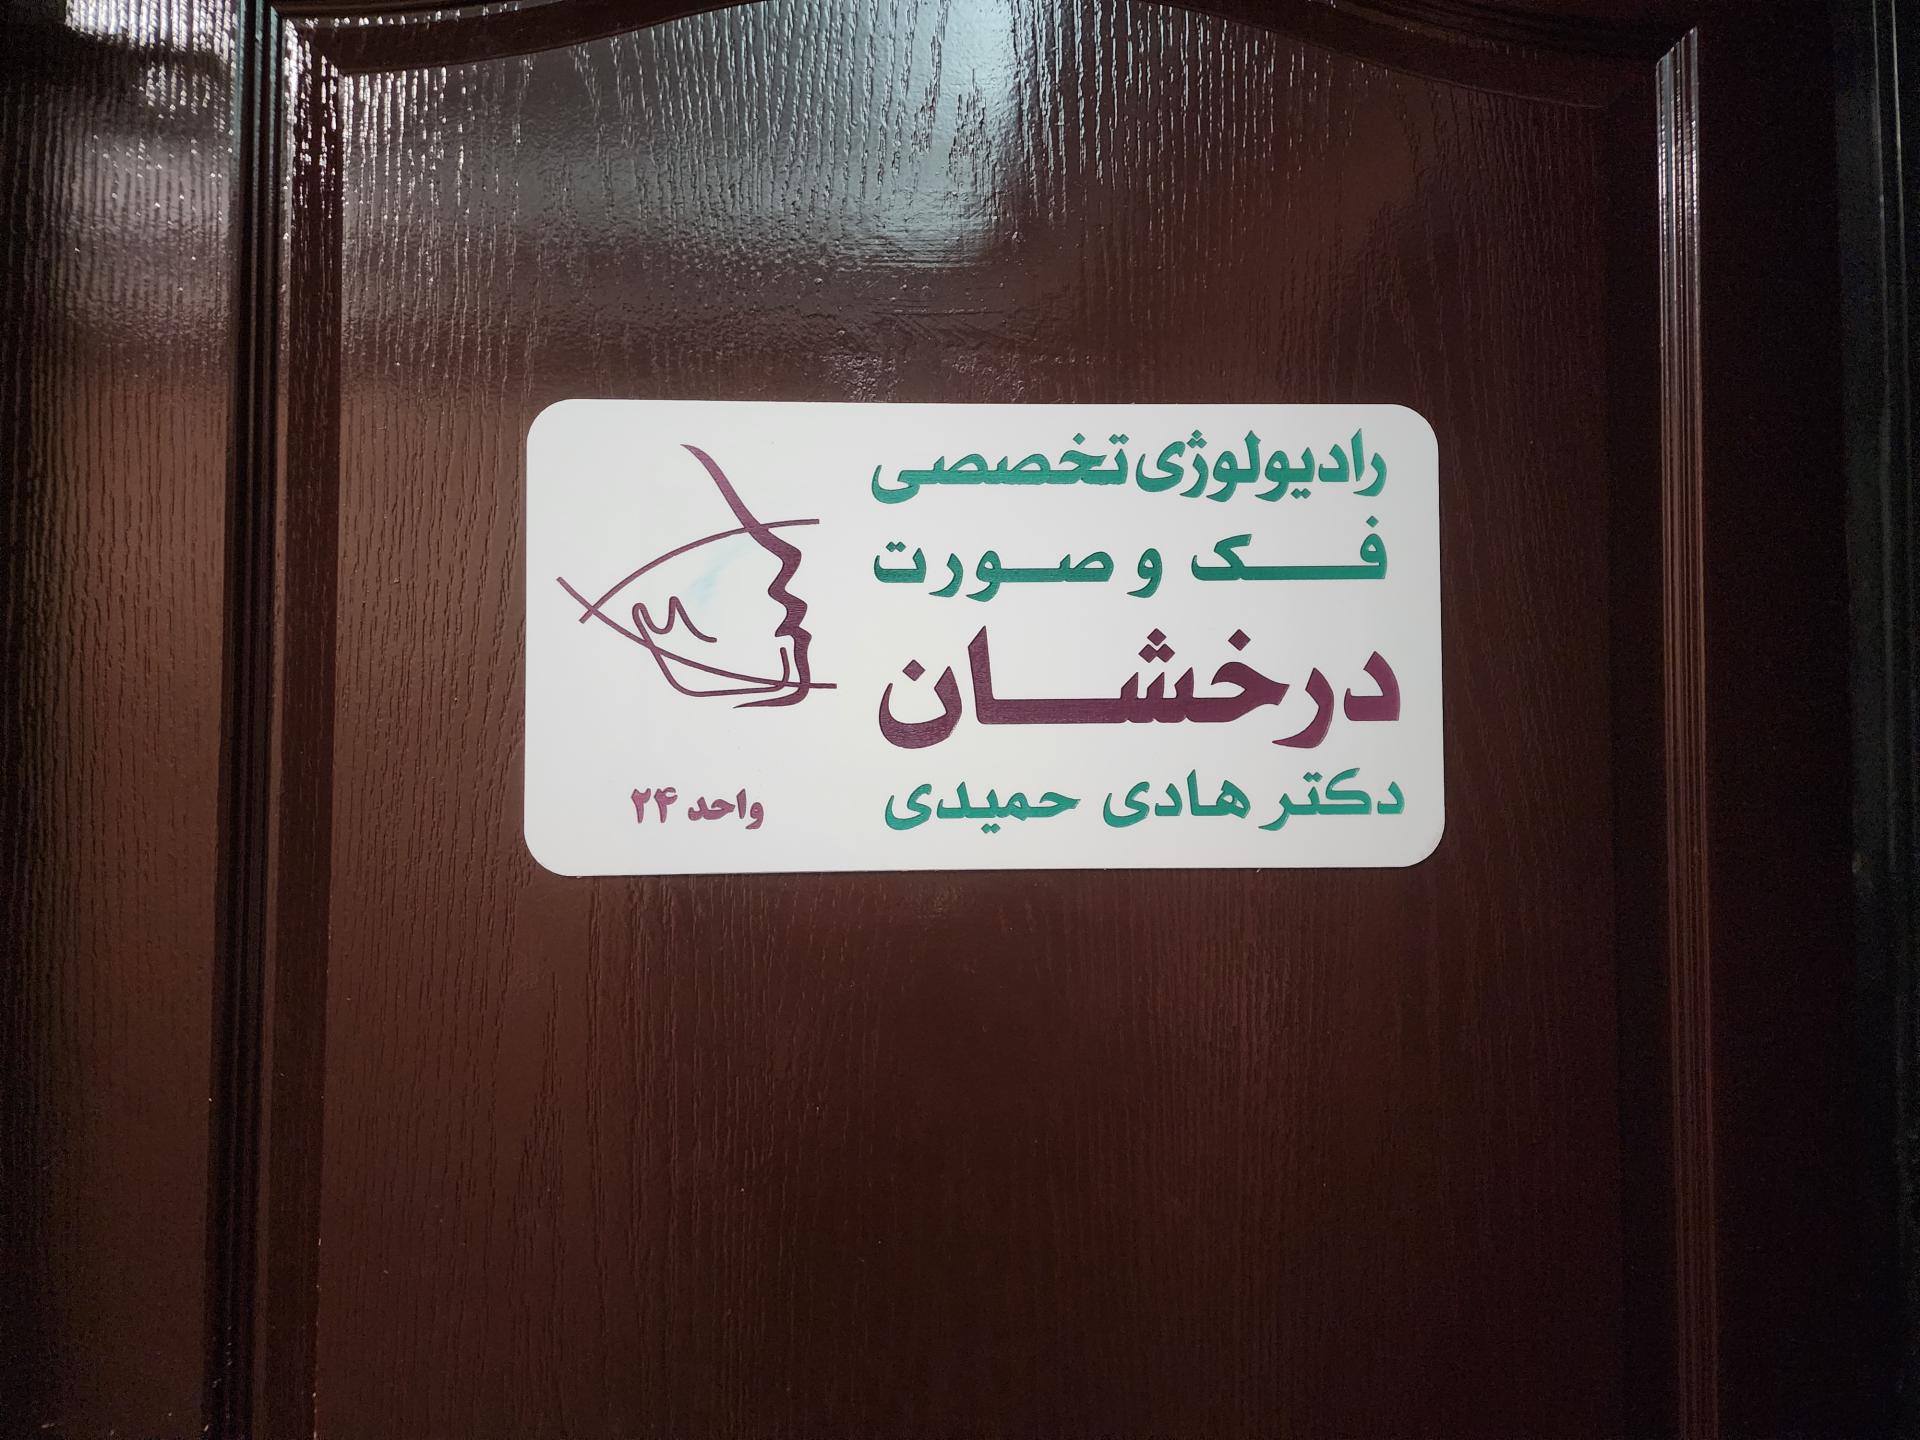 رادیولوژی تخصصی
فک و صورت
درخشان
دکتر هادی حمیدی
واحد ۲۴